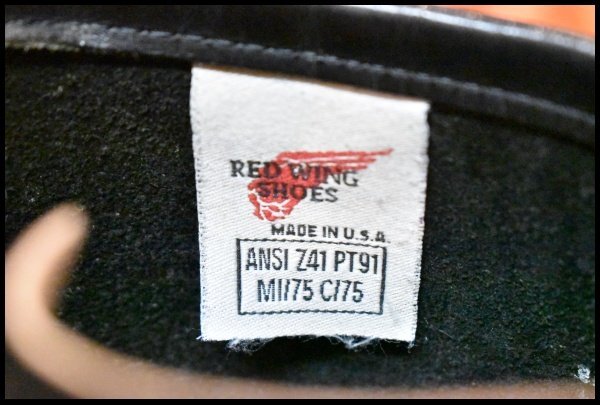 RED WING
SHOES
MADE IN U.S.A.
ANSI Z41 PT91
MI/75 C/75